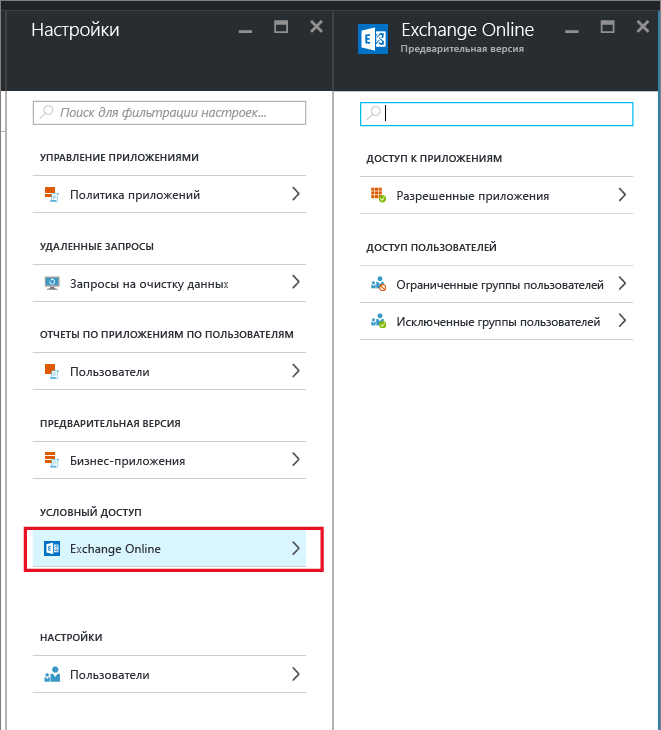 Настройки
Поиск для фильтрации настроек...
УПРАВЛЕНИЕ ПРИЛОЖЕНИЯМИ
Политика приложений
УДАЛЕННЫЕ ЗАПРОСЫ
Запросы на очистку данных
ОТЧЕТЫ ПО ПРИЛОЖЕНИЯМ ПО ПОЛЬЗОВАТЕЛЯМ
Пользователи
ПРЕДВАРИТЕЛЬНАЯ ВЕРСИЯ
Бизнес-приложения
УСЛОВНЫЙ ДОСТУП
Exchange Online
НАСТРОЙКИ
Пользователи
Exchange Online
Предварительная версия
ДОСТУП К ПРИЛОЖЕНИЯМ
Разрешенные приложения
ДОСТУП ПОЛЬЗОВАТЕЛЕЙ
Ограниченные группы пользователей
Исключенные группы пользователей